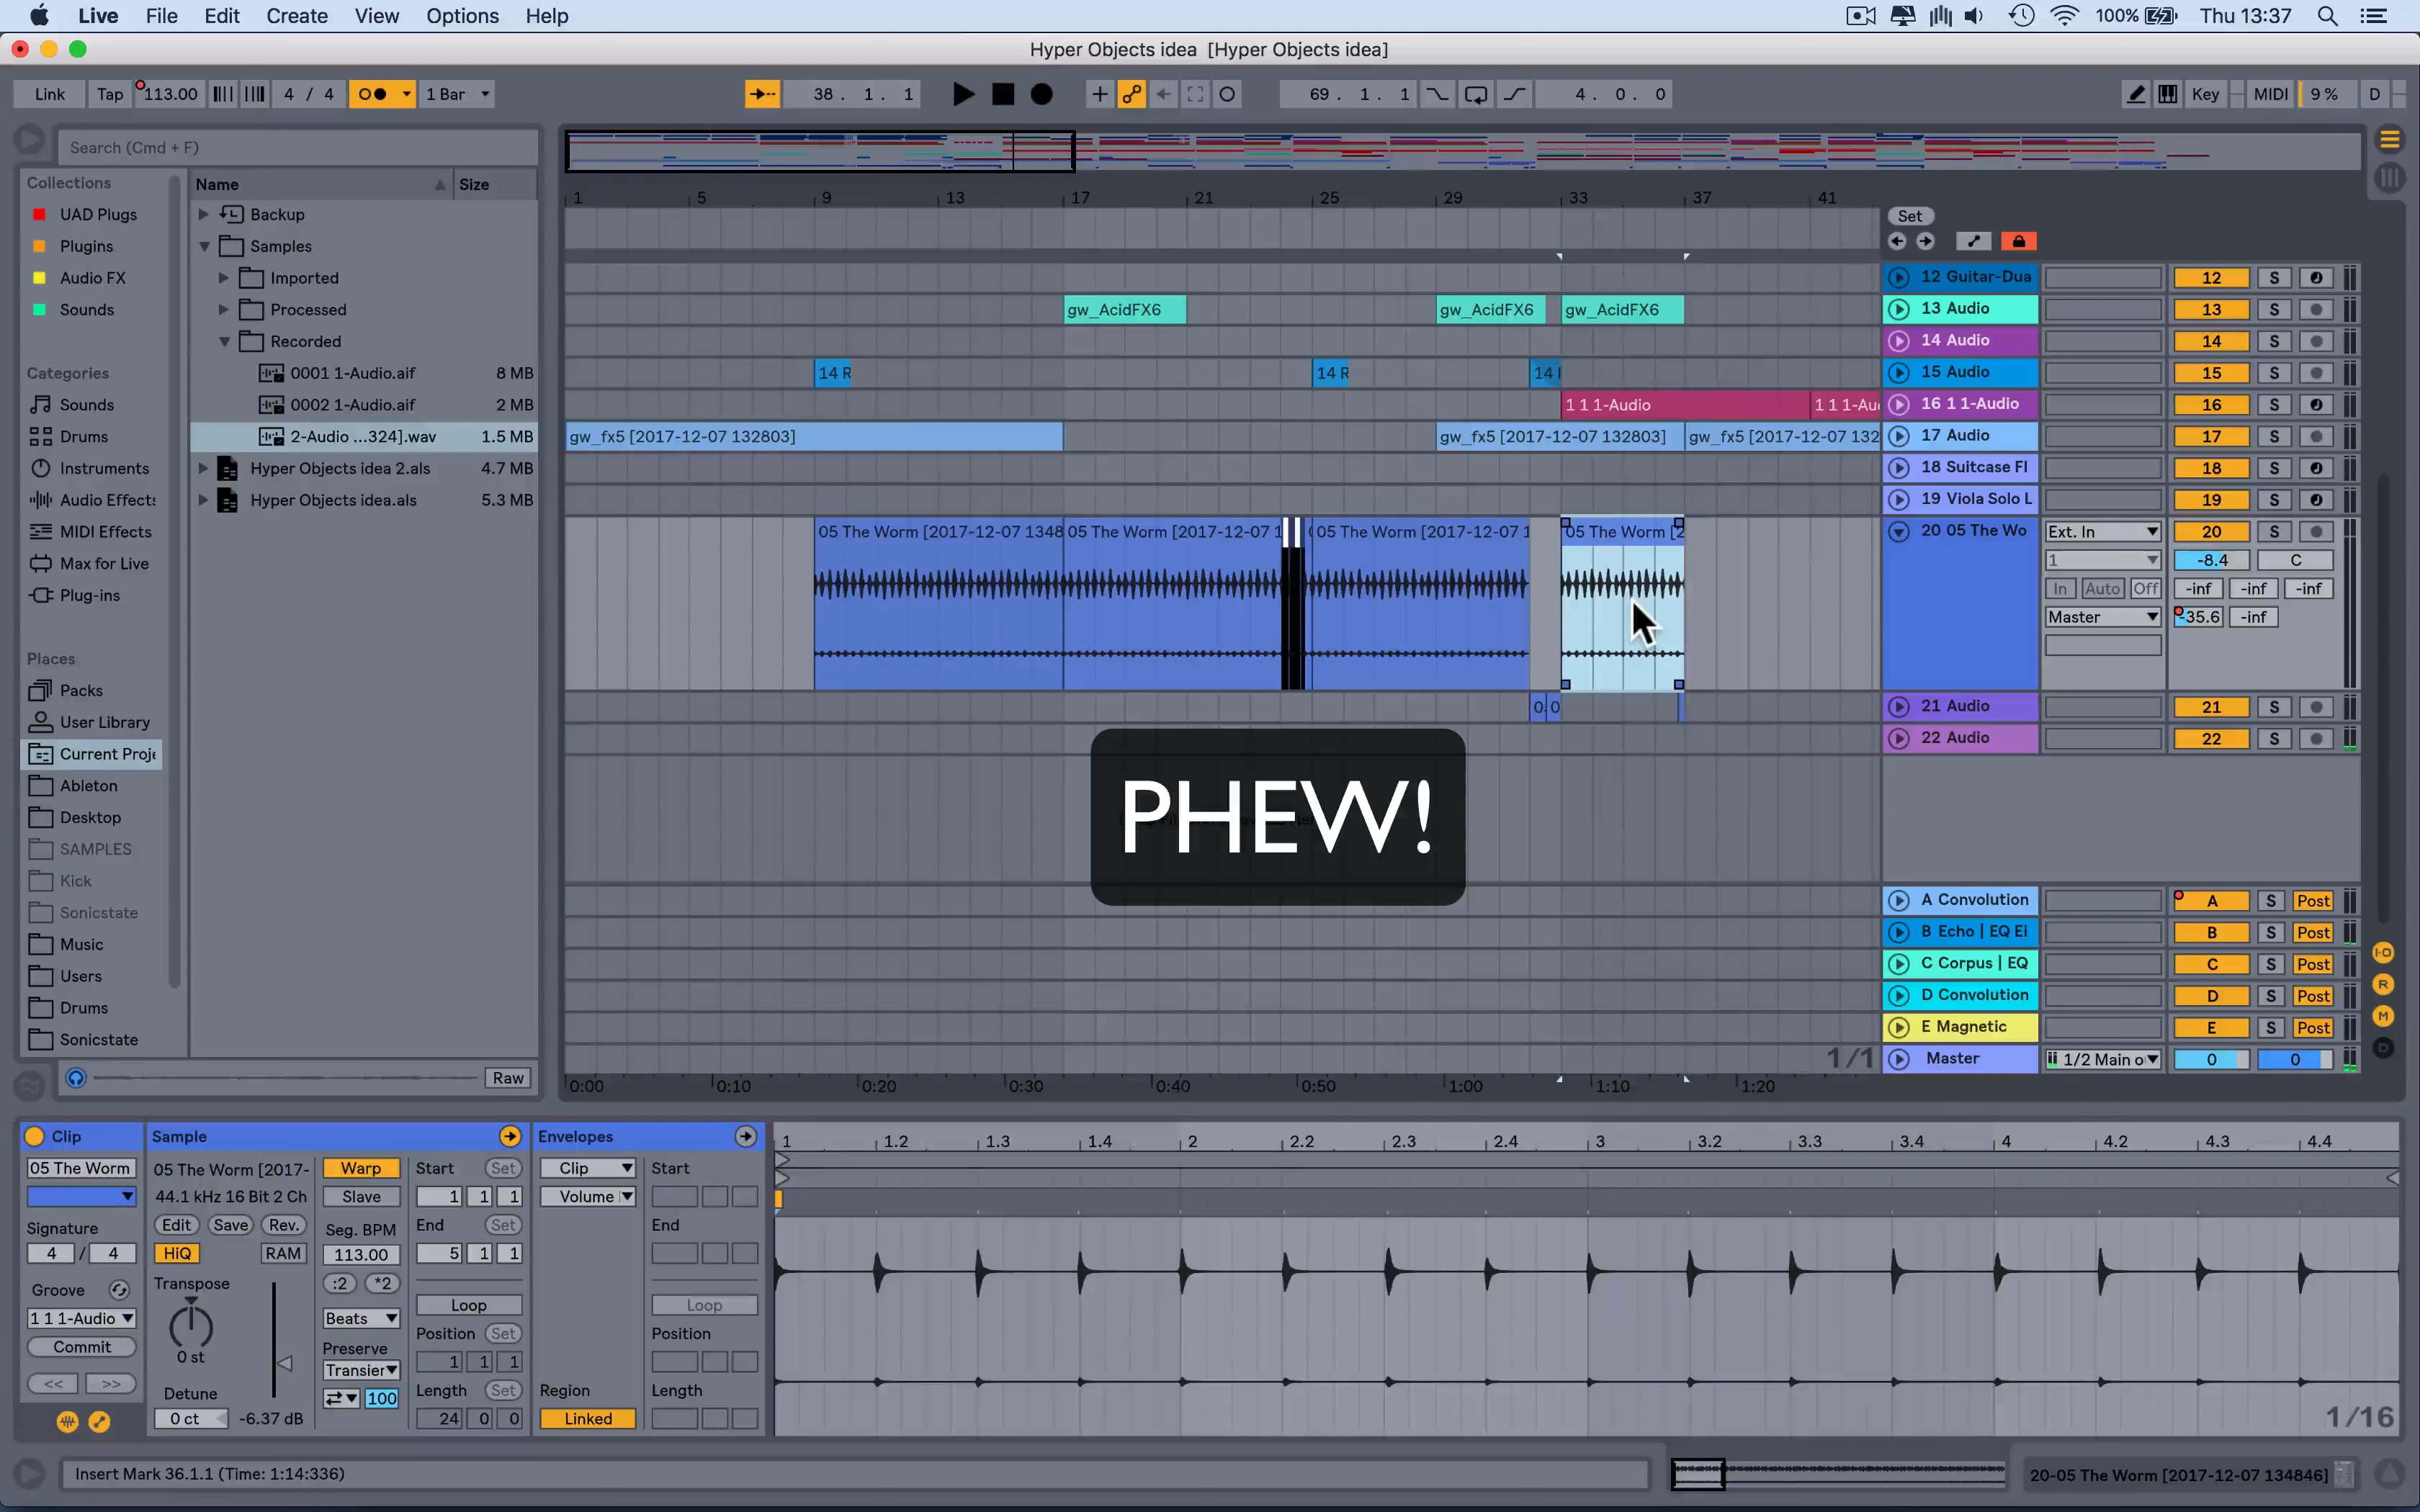 Live File Edit Create View Options Help 100% Thu 13:37
Hyper Objects idea [Hyper Objects idea]
Link Tap 113.00 4 / 4 1 Bar 38. 1. 1 69. 1. 1 4. 0. 0 Key MIDI 9 % D
Search (Cmd + F)
Collections
UAD Plugs
Plugins
Audio FX
Sounds
Categories
Sounds
Drums
Instruments
Audio Effects
MIDI Effects
Max for Live
Plug-ins
Places
Packs
User Library
Current Proje
Ableton
Desktop
SAMPLES
Kick
Sonicstate
Music
Users
Drums
Sonicstate
Name Size
Backup
Samples
Imported
Processed
Recorded
0001 1-Audio.aif 8 MB
0002 1-Audio.aif 2 MB
2-Audio ...324].wav 1.5 MB
Hyper Objects idea 2.als 4.7 MB
Hyper Objects idea.als 5.3 MB
Raw
1 5 9 13 17 21 25 29 33 37 41
Set
gw_AcidFX6 gw_AcidFX6 gw_AcidFX6
14 R 14 R 14
1 1 1-Audio 1 1 1-Au
gw_fx5 [2017-12-07 132803] gw_fx5 [2017-12-07 132803] gw_fx5 [2017-12-07 132
05 The Worm [2017-12-07 1348 05 The Worm [2017-12-07 1 05 The Worm [2017-12-07 1 05 The Worm [2
0. 0
PHEW!
12 Guitar-Dua 12 S
13 Audio 13 S
14 Audio 14 S
15 Audio 15 S
16 1 1-Audio 16 S
17 Audio 17 S
18 Suitcase Fl 18 S
19 Viola Solo L 19 S
20 05 The Wo Ext. In 20 S
1 -8.4 C
In Auto Off -inf -inf -inf
Master -35.6 -inf
21 Audio 21 S
22 Audio 22 S
A Convolution A S Post
B Echo | EQ Ei B S Post
C Corpus | EQ C S Post
D Convolution D S Post
E Magnetic E S Post
1/1 Master 1/2 Main o 0 0
I-O
R
M
D
0:00 0:10 0:20 0:30 0:40 0:50 1:00 1:10 1:20
Clip
05 The Worm
Signature
4 / 4
Groove
1 1 1-Audio
Commit
<< >>
Sample
05 The Worm [2017-
44.1 kHz 16 Bit 2 Ch
Edit Save Rev.
HiQ RAM
Transpose
0 st
Detune
0 ct -6.37 dB
Warp
Slave
Seg. BPM
113.00
:2 *2
Beats
Preserve
Transier
100
Start Set
1 1 1
End Set
5 1 1
Loop
Position Set
1 1 1
Length Set
24 0 0
Envelopes
Clip
Volume
Region
Linked
Start
End
Loop
Position
Length
1 1.2 1.3 1.4 2 2.2 2.3 2.4 3 3.2 3.3 3.4 4 4.2 4.3 4.4
1/16
Insert Mark 36.1.1 (Time: 1:14:336)
20-05 The Worm [2017-12-07 134846]